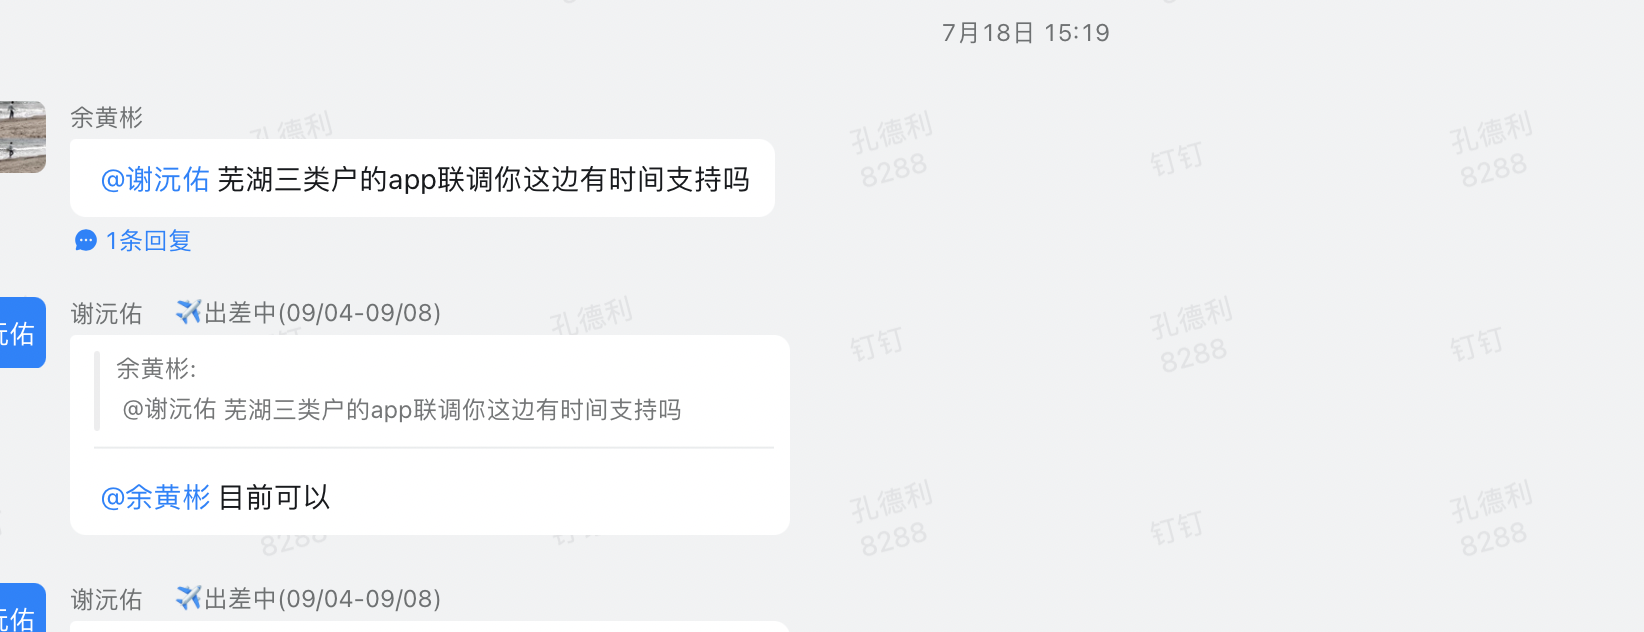 7月18日 15:19
余黄彬
@谢沅佑 芜湖三类户的app联调你这边有时间支持吗
1条回复
谢沅佑 ✈️出差中(09/04-09/08)
沅佑
余黄彬:
@谢沅佑 芜湖三类户的app联调你这边有时间支持吗
@余黄彬 目前可以
谢沅佑 ✈️出差中(09/04-09/08)
沅佑
孔德利
孔德利
8288
钉钉
孔德利
8288
孔德利
钉钉
孔德利
8288
钉钉
8288
孔德利
8288
钉钉
孔德利
8288